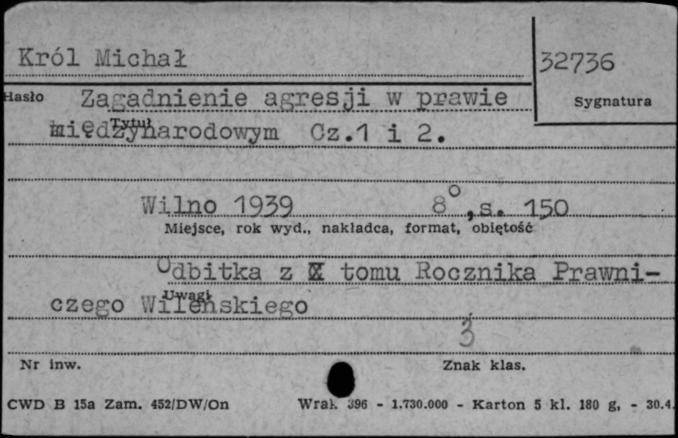 Król Michał
32736
Hasło Zagadnienie agresji w prawie
Sygnatura
Tytuł
międzynarodowym Cz.1 i 2.
Wilno 1939 8°,s. 150
Miejsce, rok wyd., nakładca, format, objętość
Odbitka z X tomu Rocznika Prawni-
Uwagi
czego Wileńskiego
3
Nr inw. Znak klas.
CWD B 15a Zam. 452/DW/On Wrak. 396 - 1.730.000 - Karton 5 kl. 180 g, - 30.4.